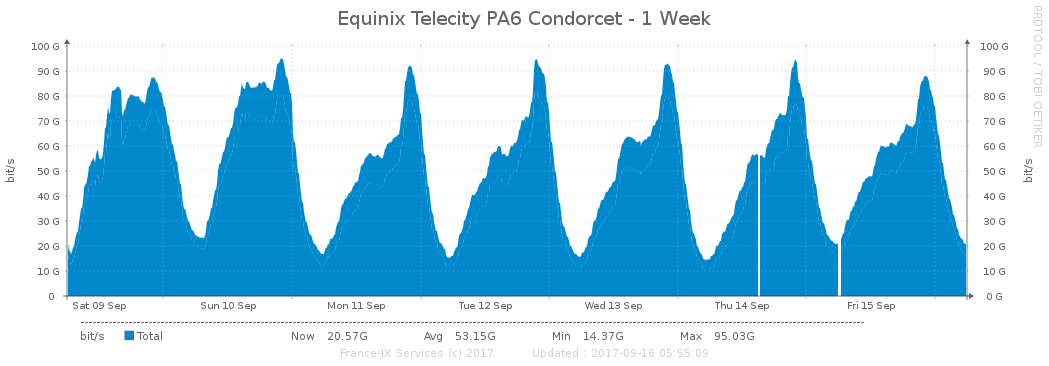 Equinix Telecity PA6 Condorcet - 1 Week
RRDTOOL / TOBI OETIKER
bit/s
100 G 100 G
90 G 90 G
80 G 80 G
70 G 70 G
60 G 60 G
50 G 50 G
40 G 40 G
30 G 30 G
20 G 20 G
10 G 10 G
0 0 G
bit/s
Sat 09 Sep Sun 10 Sep Mon 11 Sep Tue 12 Sep Wed 13 Sep Thu 14 Sep Fri 15 Sep
bit/s Total Now 20.57G Avg 53.15G Min 14.37G Max 95.03G
France-IX Services (c) 2017 Updated : 2017-09-16 05:55:09